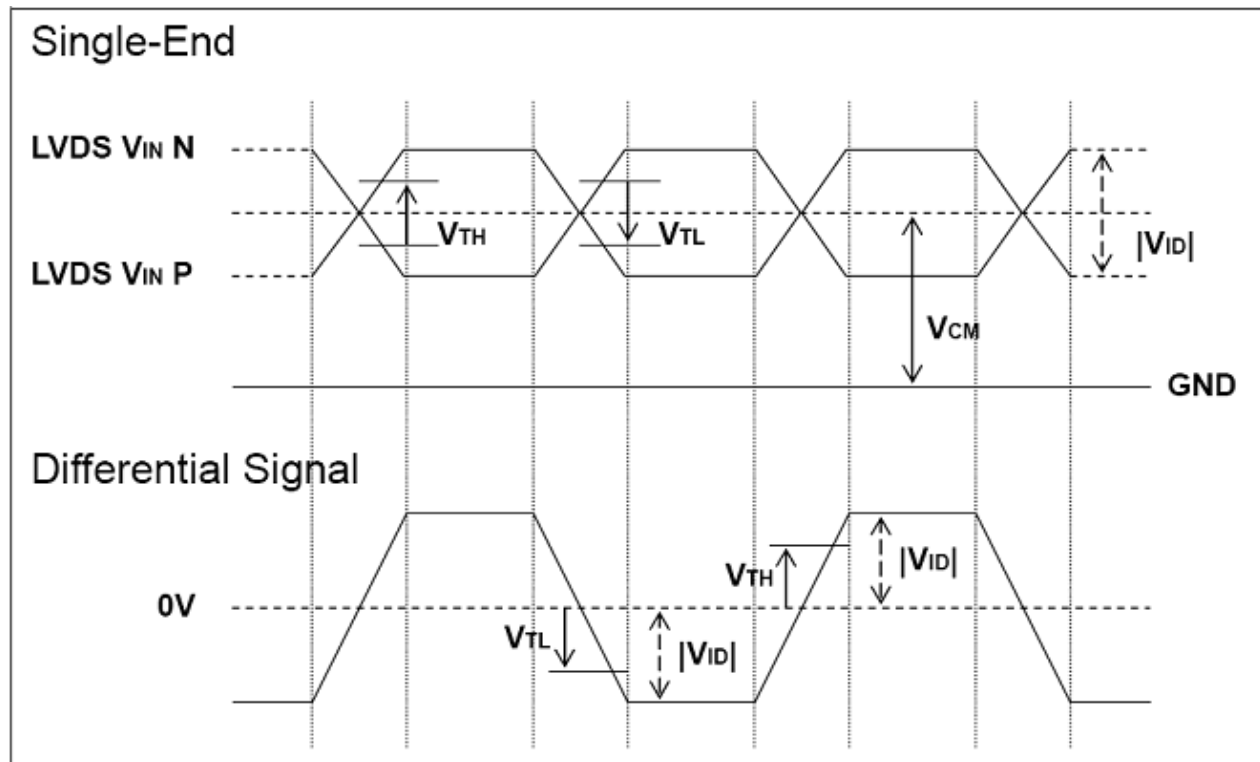 Single-End
LVDS VIN N
VTH
VTL
|VID|
LVDS VIN P
VCM
GND
Differential Signal
VTH
|VID|
0V
VTL
|VID|